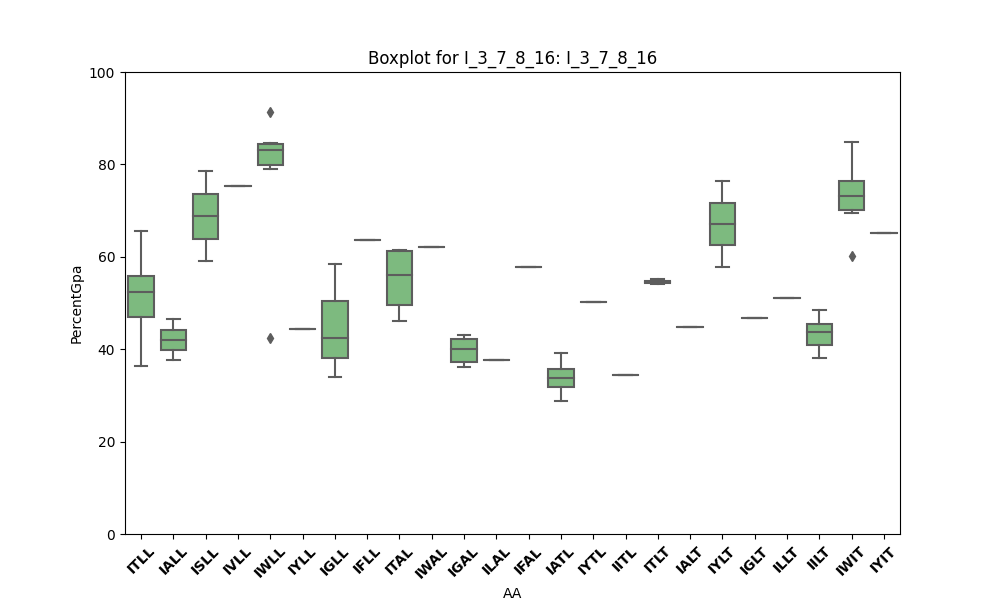 Boxplot for I_3_7_8_16: I_3_7_8_16
100
80
60
40
20
0
PercentGpa
ITLL IALL ISLL IVLL IWLL IYLL IGLL IFLL ITAL IWAL IGAL ILAL IFAL IATL IYTL IITL ITLT IALT IYLT IGLT ILLT IILT IWIT IYIT
AA